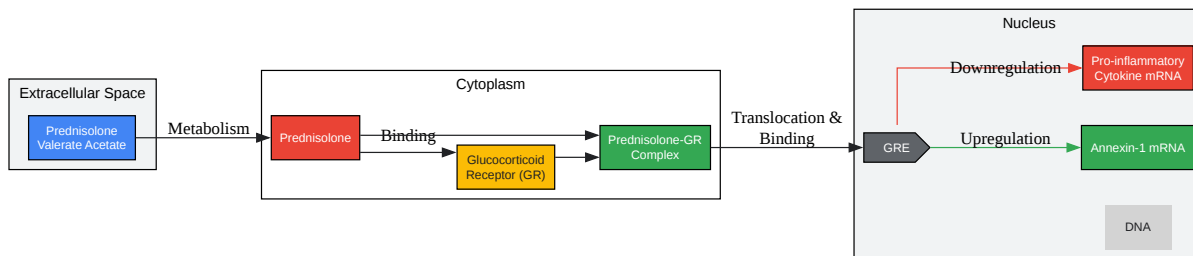 Extracellular Space
Prednisolone
Valerate Acetate
Metabolism
Cytoplasm
Prednisolone
Binding
Glucocorticoid
Receptor (GR)
Prednisolone-GR
Complex
Translocation &
Binding
Nucleus
GRE
Downregulation
Pro-inflammatory
Cytokine mRNA
Upregulation
Annexin-1 mRNA
DNA